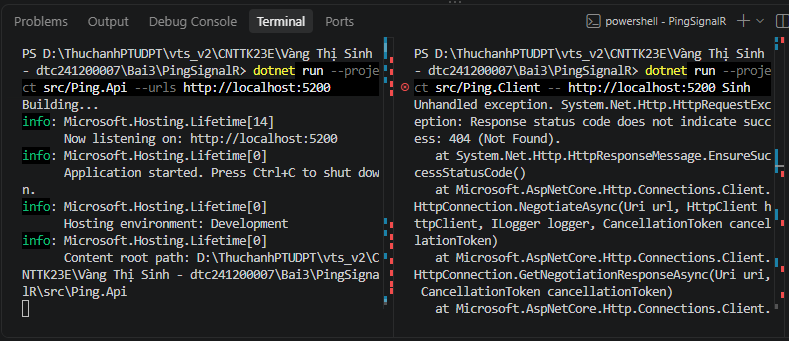 Problems Output Debug Console Terminal Ports powershell - PingSignalR
PS D:\ThuchanhPTUDPT\vts_v2\CNTTK23E\Vàng Thị Sinh
- dtc241200007\Bai3\PingSignalR> dotnet run --proje
ct src/Ping.Api --urls http://localhost:5200
Building...
info: Microsoft.Hosting.Lifetime[14]
Now listening on: http://localhost:5200
info: Microsoft.Hosting.Lifetime[0]
Application started. Press Ctrl+C to shut dow
n.
info: Microsoft.Hosting.Lifetime[0]
Hosting environment: Development
info: Microsoft.Hosting.Lifetime[0]
Content root path: D:\ThuchanhPTUDPT\vts_v2\C
NTTK23E\Vàng Thị Sinh - dtc241200007\Bai3\PingSigna
lR\src\Ping.Api
PS D:\ThuchanhPTUDPT\vts_v2\CNTTK23E\Vàng Thị Sinh
- dtc241200007\Bai3\PingSignalR> dotnet run --proje
ct src/Ping.Client -- http://localhost:5200 Sinh
Unhandled exception. System.Net.Http.HttpRequestExc
eption: Response status code does not indicate succ
ess: 404 (Not Found).
at System.Net.Http.HttpResponseMessage.EnsureSuc
cessStatusCode()
at Microsoft.AspNetCore.Http.Connections.Client.
HttpConnection.NegotiateAsync(Uri url, HttpClient h
ttpClient, ILogger logger, CancellationToken cancel
lationToken)
at Microsoft.AspNetCore.Http.Connections.Client.
HttpConnection.GetNegotiationResponseAsync(Uri uri,
CancellationToken cancellationToken)
at Microsoft.AspNetCore.Http.Connections.Client.